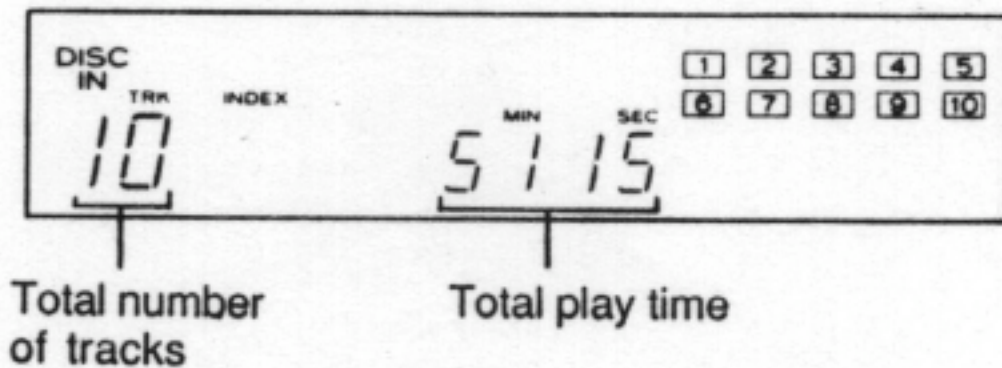 DISC
IN
TRK INDEX MIN SEC
10 51 15
1 2 3 4 5
6 7 8 9 10
Total number
of tracks
Total play time